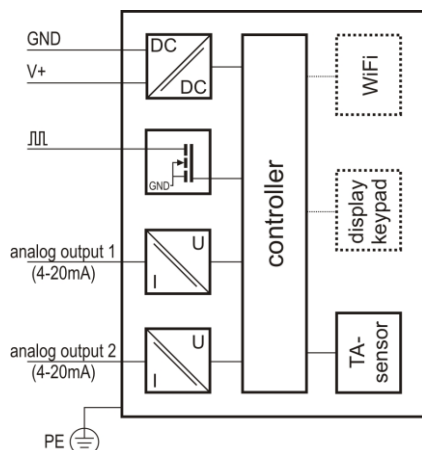 GND
V+
DC
DC
GND
analog output 1
(4-20mA)
U
I
analog output 2
(4-20mA)
U
I
PE
controller
WiFi
display
keypad
TA-
sensor